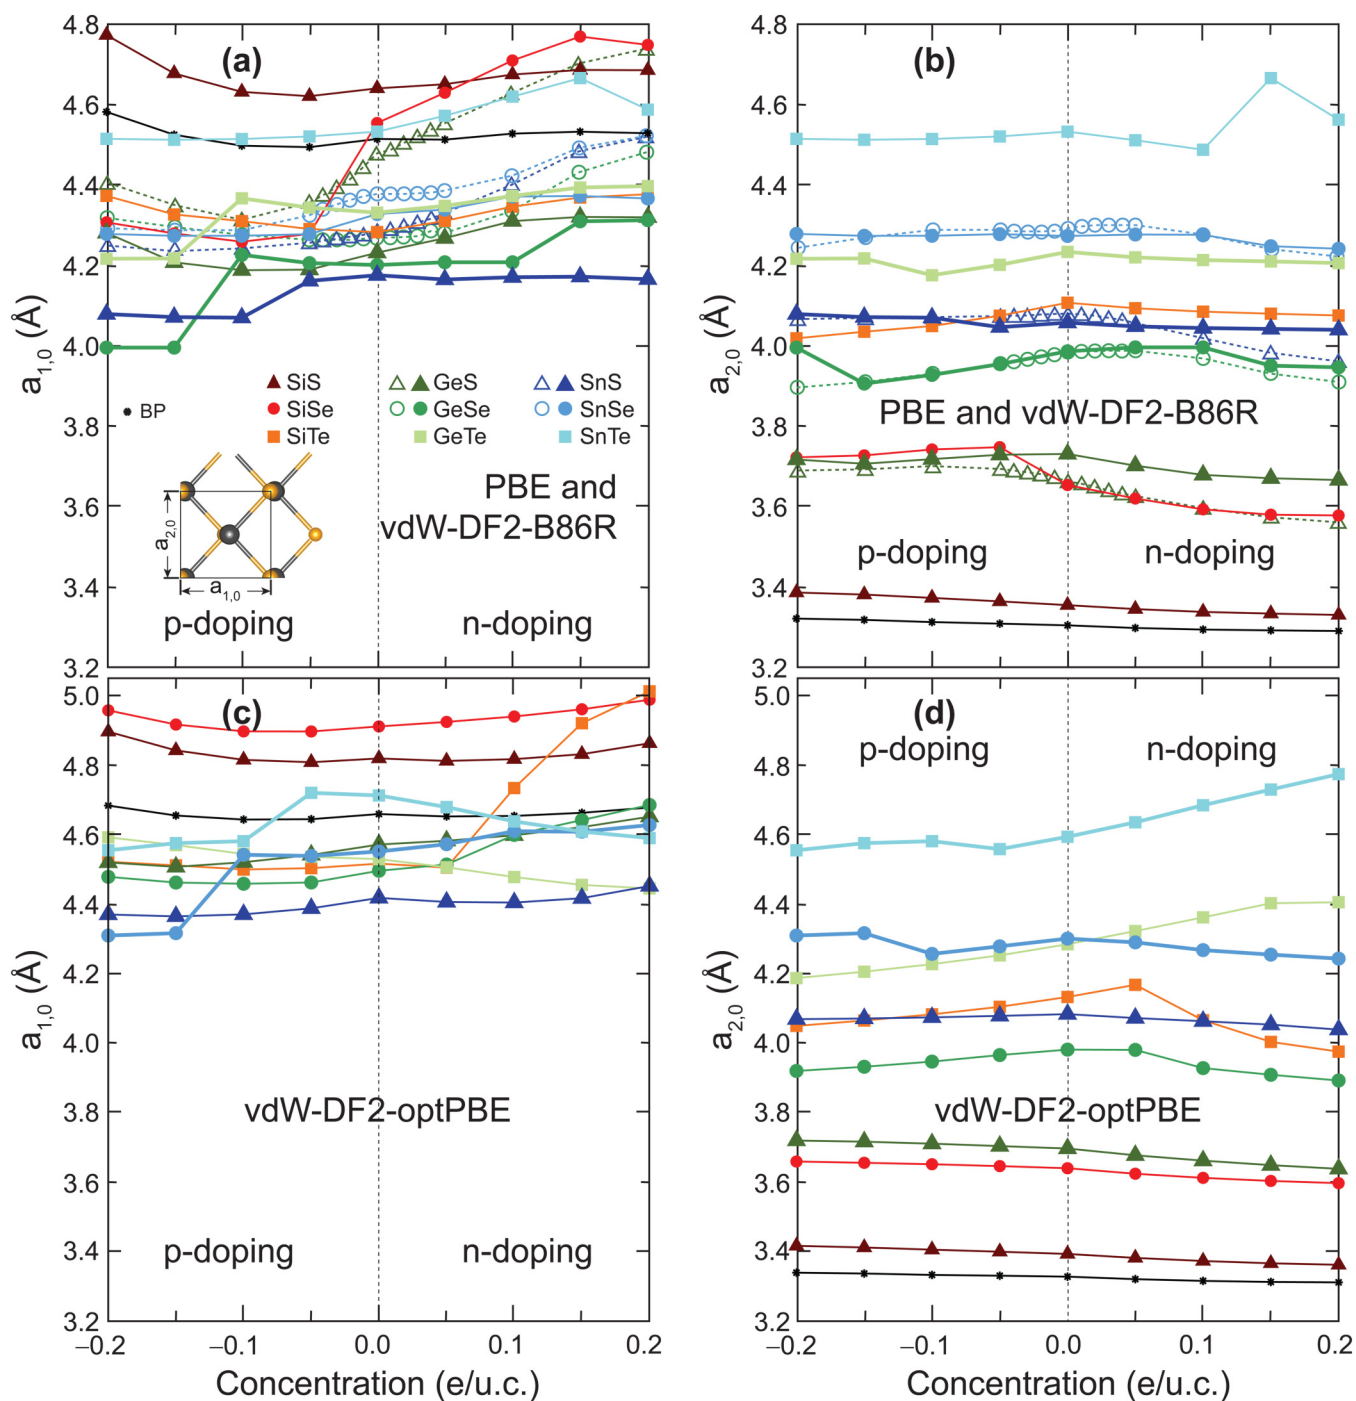 4.8
4.6
4.4
4.2
4.0
3.8
3.6
3.4
3.2
a1,0 (Å)
(a)
BP
SiS
SiSe
SiTe
GeS
GeSe
GeTe
SnS
SnSe
SnTe
PBE and
vdW-DF2-B86R
a2,0
a1,0
p-doping
n-doping
4.8
4.6
4.4
4.2
4.0
3.8
3.6
3.4
3.2
a2,0 (Å)
(b)
PBE and vdW-DF2-B86R
p-doping
n-doping
5.0
4.8
4.6
4.4
4.2
4.0
3.8
3.6
3.4
3.2
a1,0 (Å)
(c)
vdW-DF2-optPBE
p-doping
n-doping
−0.2
−0.1
0.0
0.1
0.2
Concentration (e/u.c.)
5.0
4.8
4.6
4.4
4.2
4.0
3.8
3.6
3.4
3.2
a2,0 (Å)
(d)
p-doping
n-doping
vdW-DF2-optPBE
−0.2
−0.1
0.0
0.1
0.2
Concentration (e/u.c.)